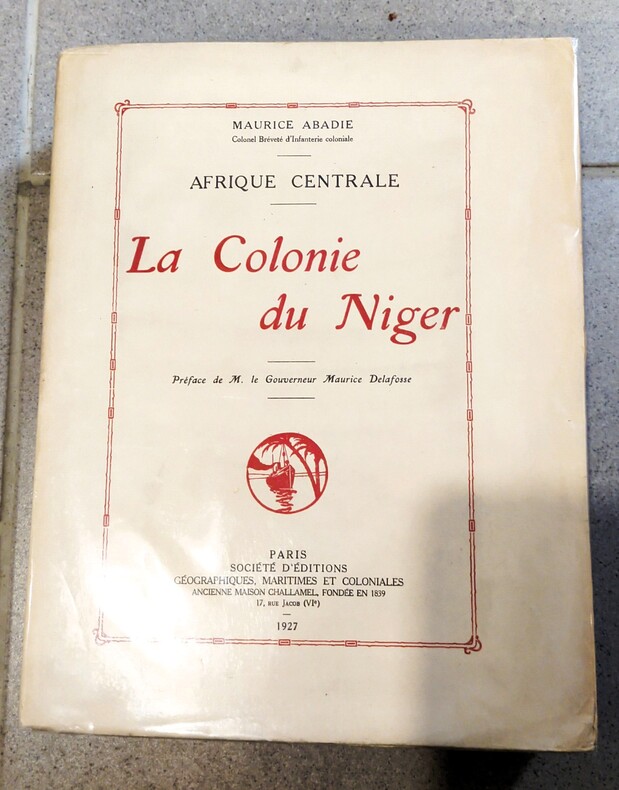 MAURICE ABADIE
Colonel Bréveté d'Infanterie coloniale
AFRIQUE CENTRALE
La Colonie
du Niger
Préface de M. le Gouverneur Maurice Delafosse
PARIS
SOCIÉTÉ D'ÉDITIONS
GÉOGRAPHIQUES, MARITIMES ET COLONIALES
ANCIENNE MAISON CHALLAMEL, FONDÉE EN 1839
17, RUE JACOB (VIe)
1927